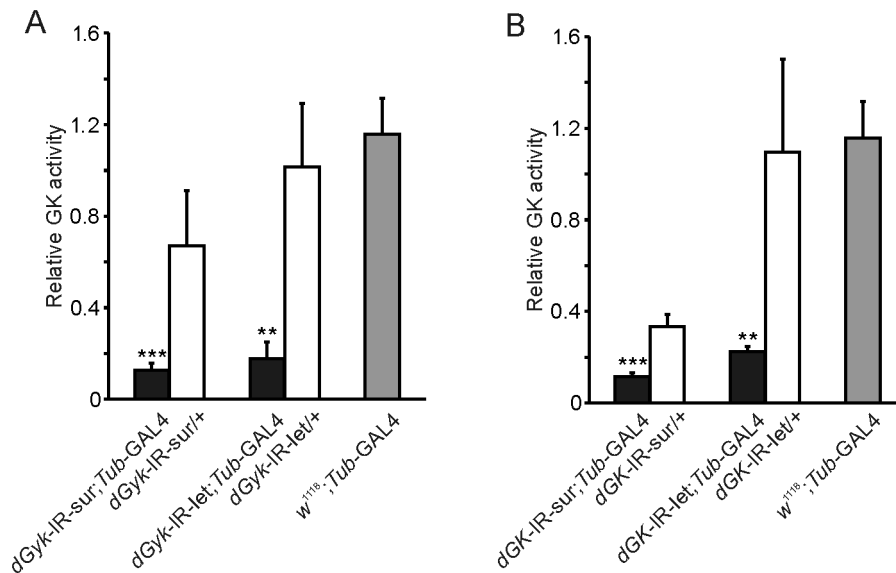 A
Relative GK activity
1.6
1.2
0.8
0.4
0
***
**
dGyk-IR-sur;Tub-GAL4
dGyk-IR-sur/+
dGyk-IR-let;Tub-GAL4
dGyk-IR-let/+
w1118;Tub-GAL4
B
Relative GK activity
1.6
1.2
0.8
0.4
0
***
**
dGK-IR-sur;Tub-GAL4
dGK-IR-sur/+
dGK-IR-let;Tub-GAL4
dGK-IR-let/+
w1118;Tub-GAL4